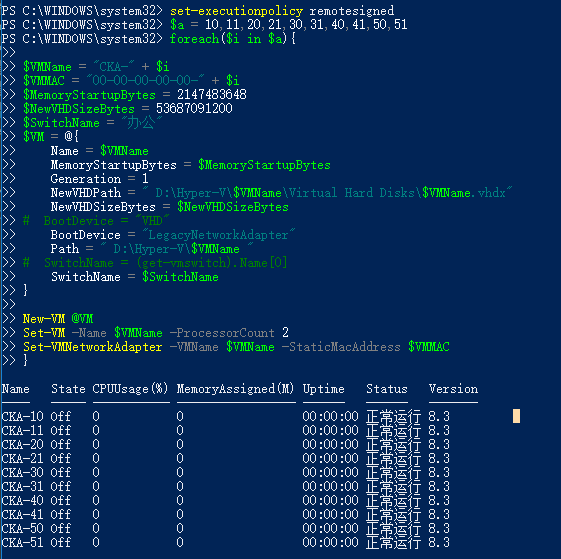 PS C:\WINDOWS\system32> set-executionpolicy remotesigned
PS C:\WINDOWS\system32> $a = 10,11,20,21,30,31,40,41,50,51
PS C:\WINDOWS\system32> foreach($i in $a){
>>
>> $VMName = "CKA-" + $i
>> $VMMAC = "00-00-00-00-00-" + $i
>> $MemoryStartupBytes = 2147483648
>> $NewVHDSizeBytes = 53687091200
>> $SwitchName = "办公"
>> $VM = @{
>>     Name = $VMName
>>     MemoryStartupBytes = $MemoryStartupBytes
>>     Generation = 1
>>     NewVHDPath = " D:\Hyper-V\$VMName\Virtual Hard Disks\$VMName.vhdx"
>>     NewVHDSizeBytes = $NewVHDSizeBytes
>> #  BootDevice = "VHD"
>>     BootDevice = "LegacyNetworkAdapter"
>>     Path = " D:\Hyper-V\$VMName "
>> #  SwitchName = (get-vmswitch).Name[0]
>>     SwitchName = $SwitchName
>> }
>>
>> New-VM @VM
>> Set-VM -Name $VMName -ProcessorCount 2
>> Set-VMNetworkAdapter -VMName $VMName -StaticMacAddress $VMMAC
>> }
Name   State CPUUsage(%) MemoryAssigned(M) Uptime   Status   Version
CKA-10 Off   0           0                 00:00:00 正常运行 8.3
CKA-11 Off   0           0                 00:00:00 正常运行 8.3
CKA-20 Off   0           0                 00:00:00 正常运行 8.3
CKA-21 Off   0           0                 00:00:00 正常运行 8.3
CKA-30 Off   0           0                 00:00:00 正常运行 8.3
CKA-31 Off   0           0                 00:00:00 正常运行 8.3
CKA-40 Off   0           0                 00:00:00 正常运行 8.3
CKA-41 Off   0           0                 00:00:00 正常运行 8.3
CKA-50 Off   0           0                 00:00:00 正常运行 8.3
CKA-51 Off   0           0                 00:00:00 正常运行 8.3